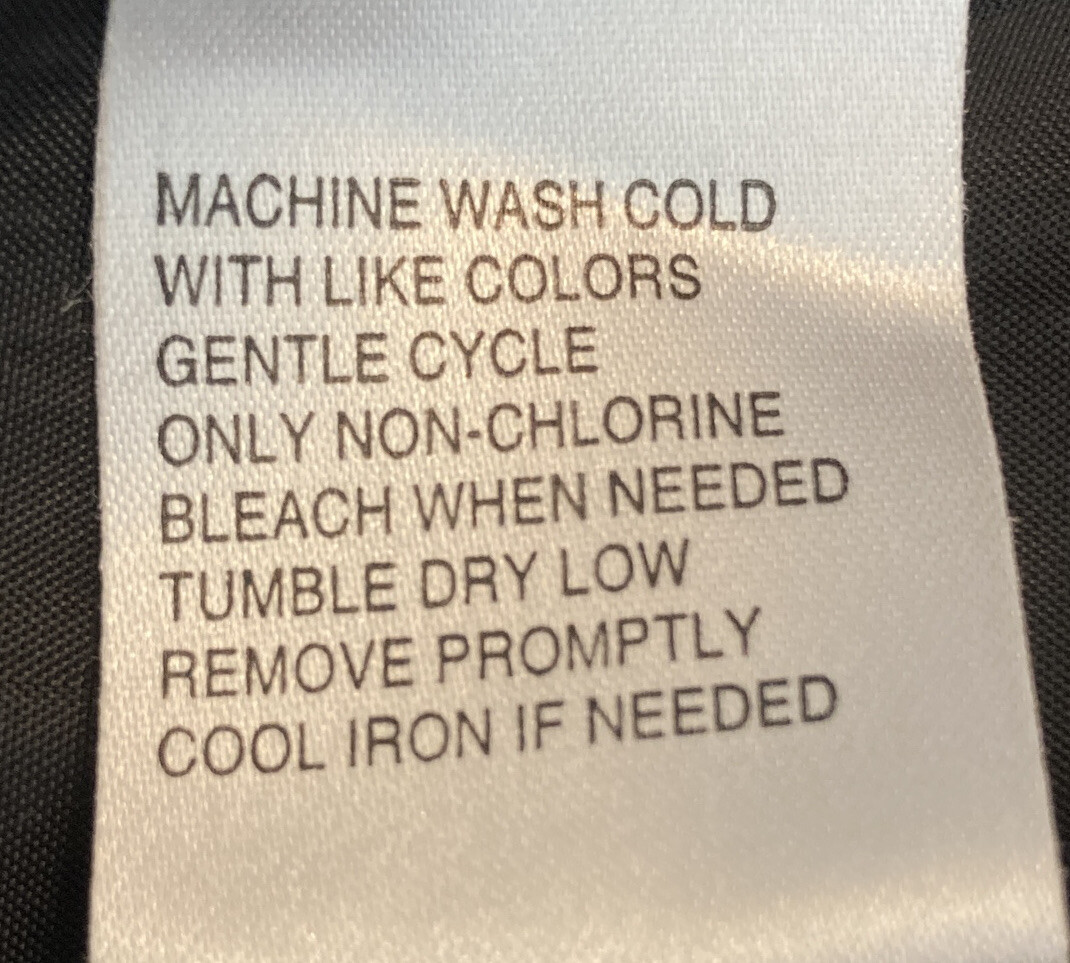 MACHINE WASH COLD
WITH LIKE COLORS
GENTLE CYCLE
ONLY NON-CHLORINE
BLEACH WHEN NEEDED
TUMBLE DRY LOW
REMOVE PROMPTLY
COOL IRON IF NEEDED